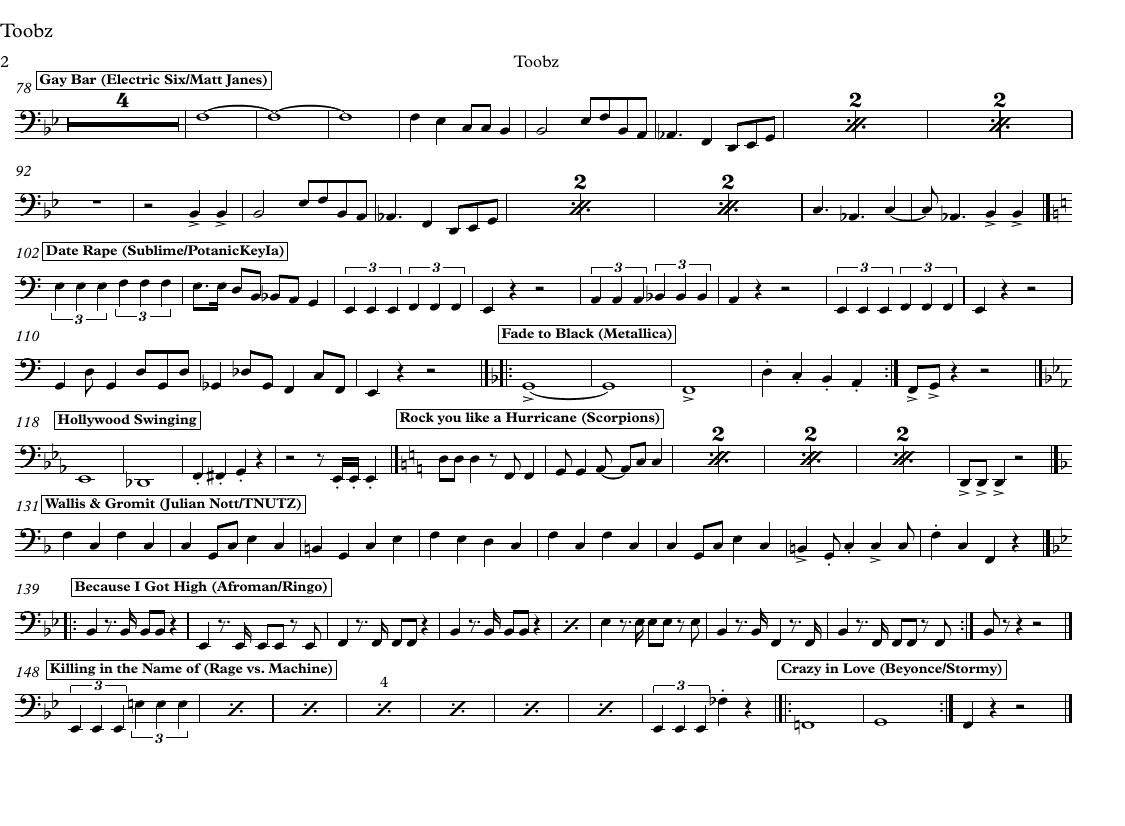 Toobz
2 Toobz
78 Gay Bar (Electric Six/Matt Janes)
4 2 2
92
2 2
102 Date Rape (Sublime/PotanicKeyIa)
3 3 3 3 3 3 3 3
110 Fade to Black (Metallica)
118 Hollywood Swinging Rock you like a Hurricane (Scorpions)
2 2 2
131 Wallis & Gromit (Julian Nott/TNUTZ)
139 Because I Got High (Afroman/Ringo)
148 Killing in the Name of (Rage vs. Machine) Crazy in Love (Beyonce/Stormy)
3 3 4 3